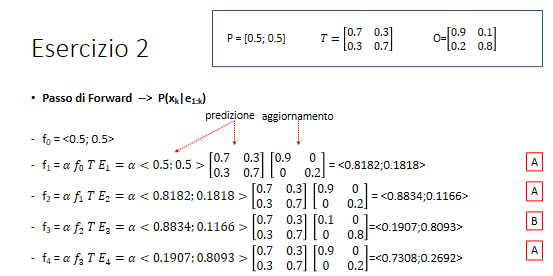 P = [0.5; 0.5] T = [0.7 0.3 0.3 0.7] O=[0.9 0.1 0.2 0.8]
Esercizio 2
• Passo di Forward --> P(xₖ|e₁:ₖ)
predizione aggiornamento
- f₀ = <0.5; 0.5>
- f₁ = α f₀ T E₁ = α < 0.5; 0.5 > [0.7 0.3 0.3 0.7] [0.9 0 0 0.2] = <0.8182;0.1818> A
- f₂ = α f₁ T E₂ = α < 0.8182; 0.1818 > [0.7 0.3 0.3 0.7] [0.9 0 0 0.2] = <0.8834;0.1166> A
- f₃ = α f₂ T E₃ = α < 0.8834; 0.1166 > [0.7 0.3 0.3 0.7] [0.1 0 0 0.8]=<0.1907;0.8093> B
- f₄ = α f₃ T E₄ = α < 0.1907; 0.8093 > [0.7 0.3 0.3 0.7] [0.9 0 0 0.2]=<0.7308;0.2692> A